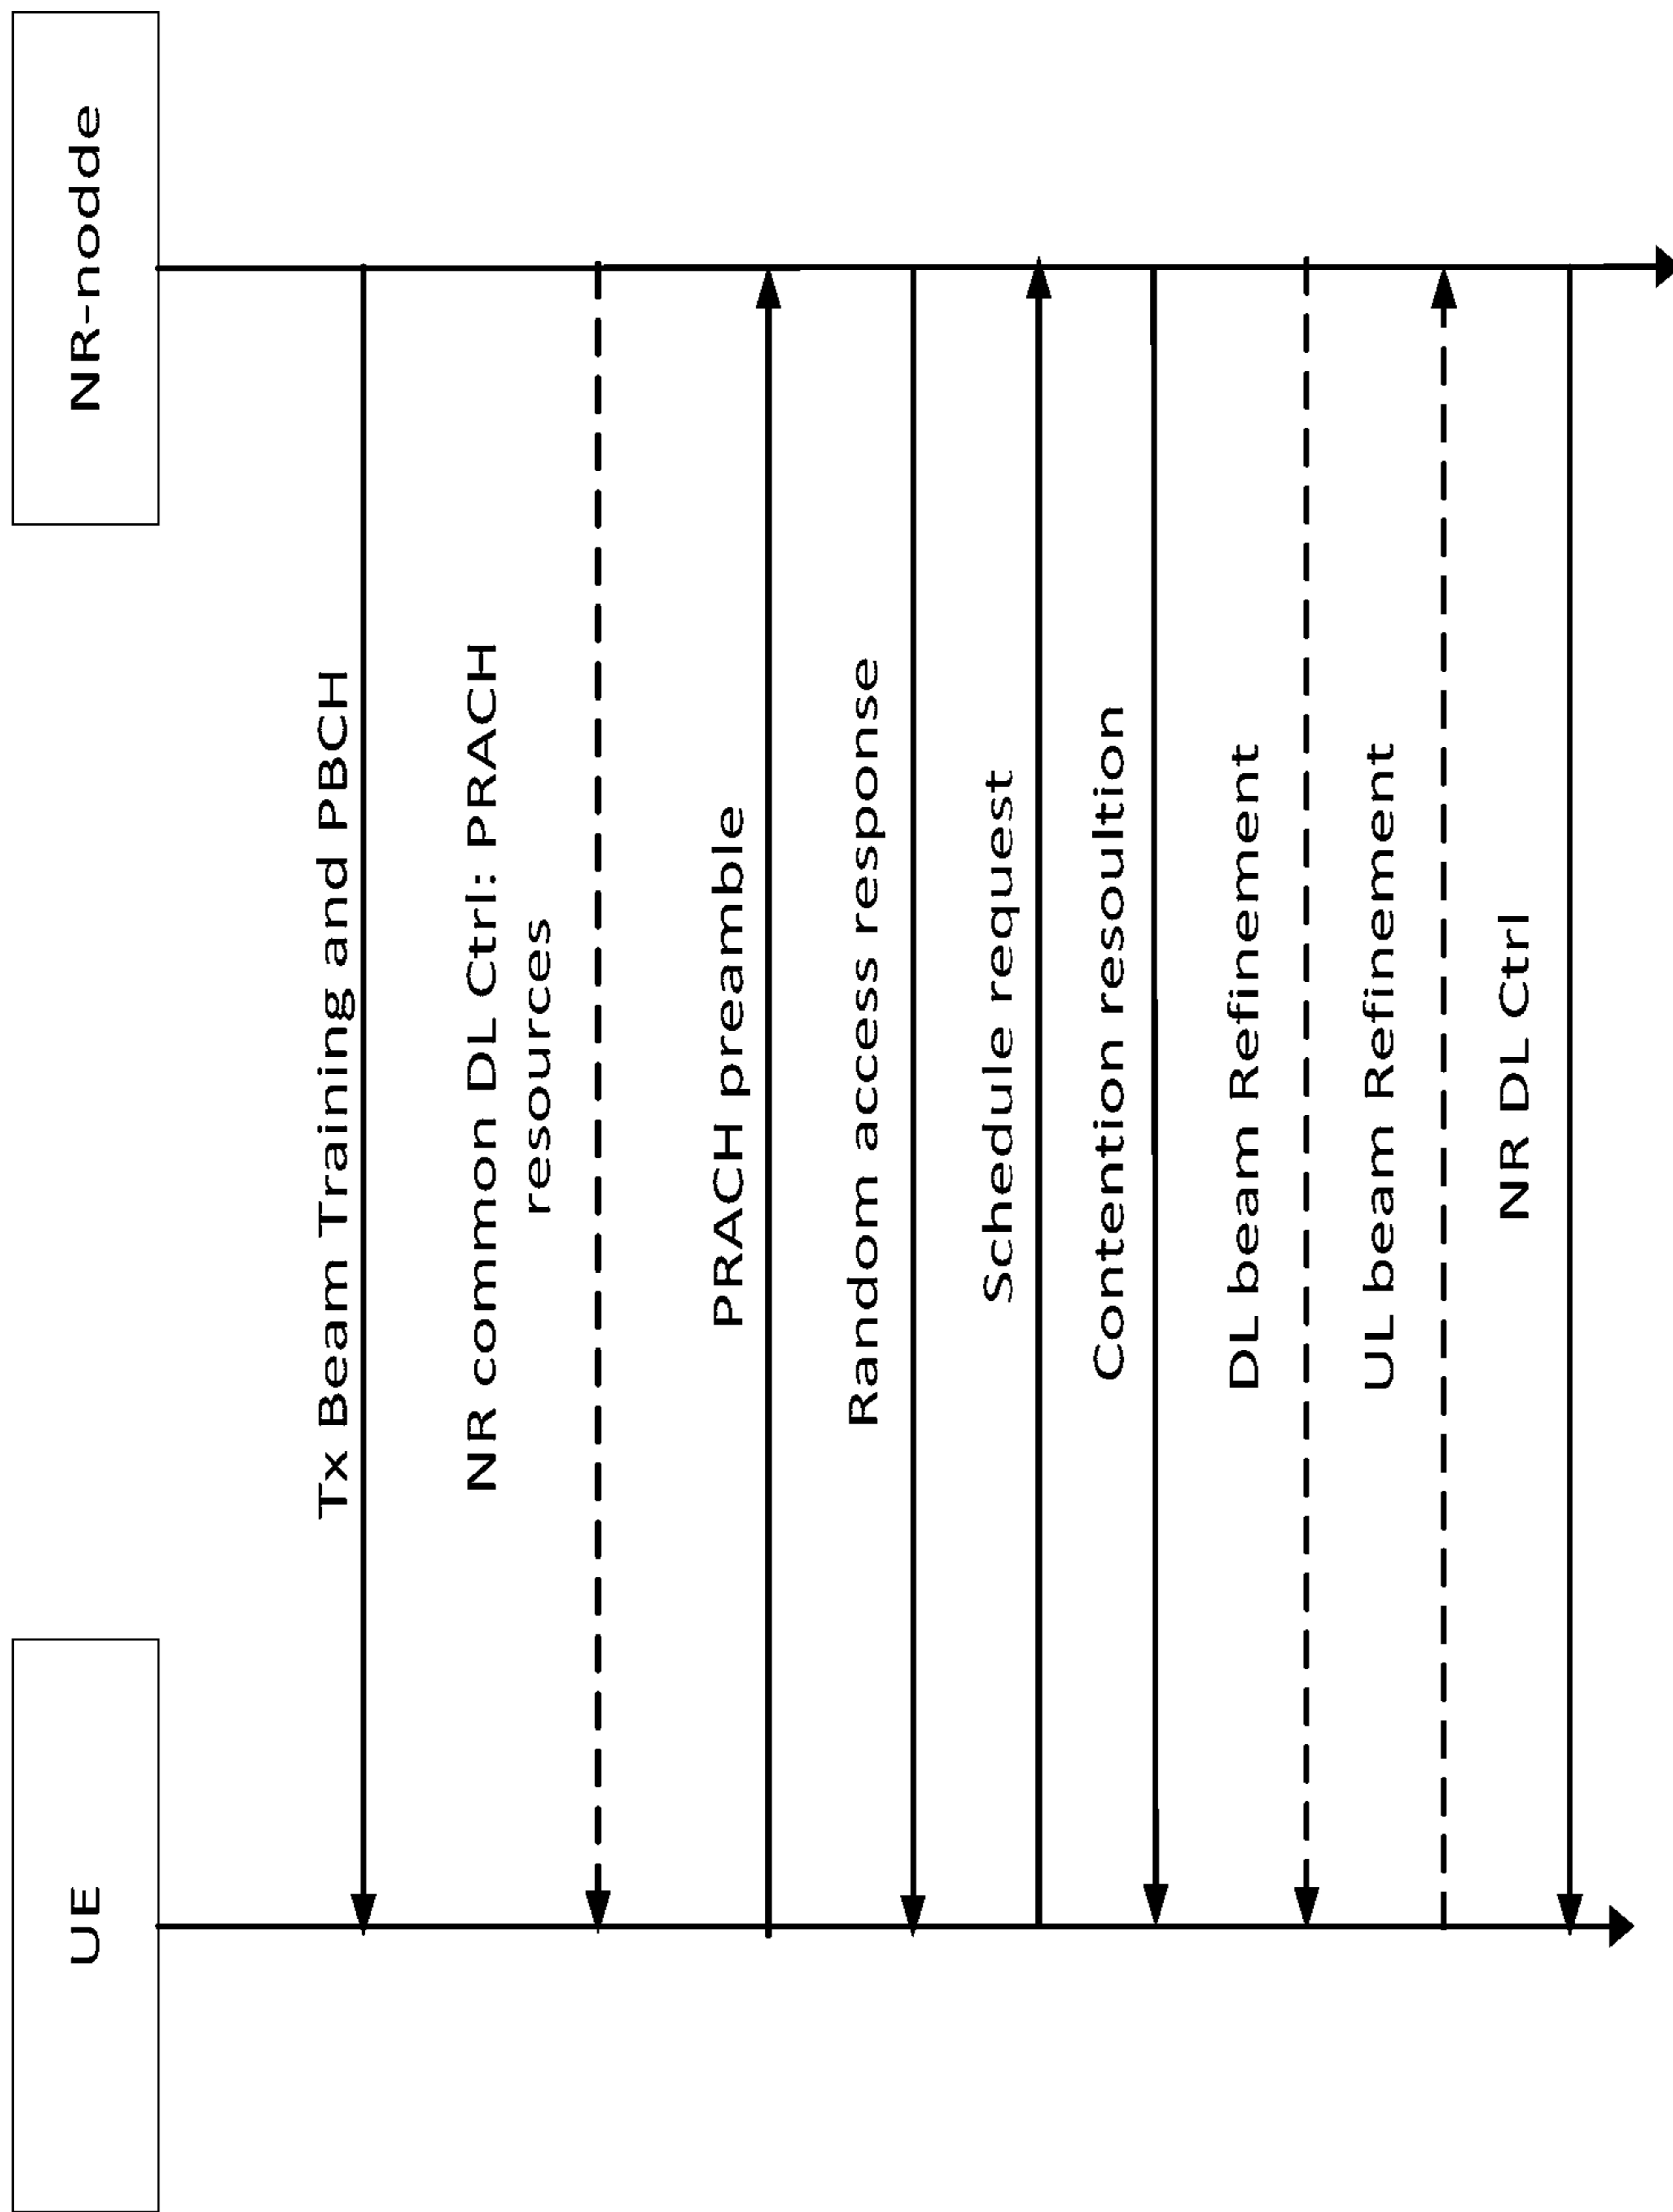 UE
NR-nodde
Tx Beam Training and PBCH
NR common DL Ctrl: PRACH
resources
PRACH preamble
Random access response
Schedule request
Contention resoultion
DL beam Refinement
UL beam Refinement
NR DL Ctrl